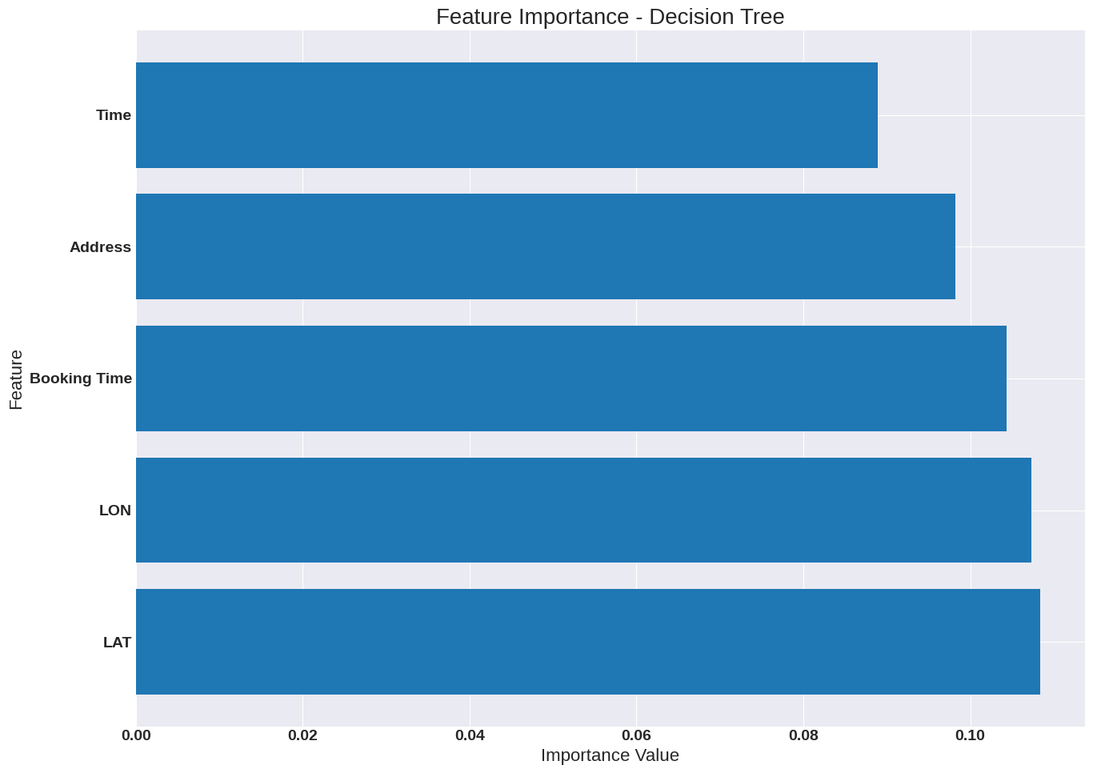 Feature Importance - Decision Tree
Time
Address
Booking Time
LON
LAT
Feature
0.00 0.02 0.04 0.06 0.08 0.10
Importance Value